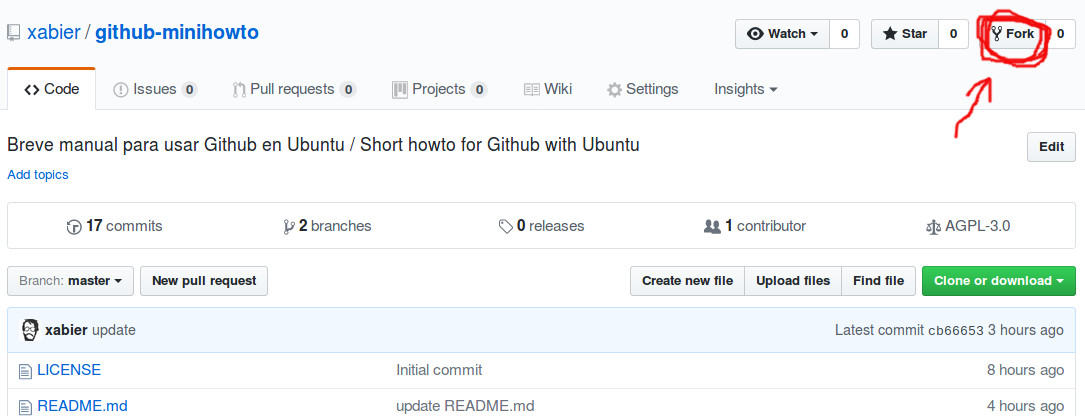 xabier / github-minihowto Watch 0 Star 0 Fork 0
Code Issues 0 Pull requests 0 Projects 0 Wiki Settings Insights
Breve manual para usar Github en Ubuntu / Short howto for Github with Ubuntu Edit
Add topics
17 commits 2 branches 0 releases 1 contributor AGPL-3.0
Branch: master New pull request Create new file Upload files Find file Clone or download
xabier update Latest commit cb66653 3 hours ago
LICENSE Initial commit 8 hours ago
README.md update README.md 4 hours ago